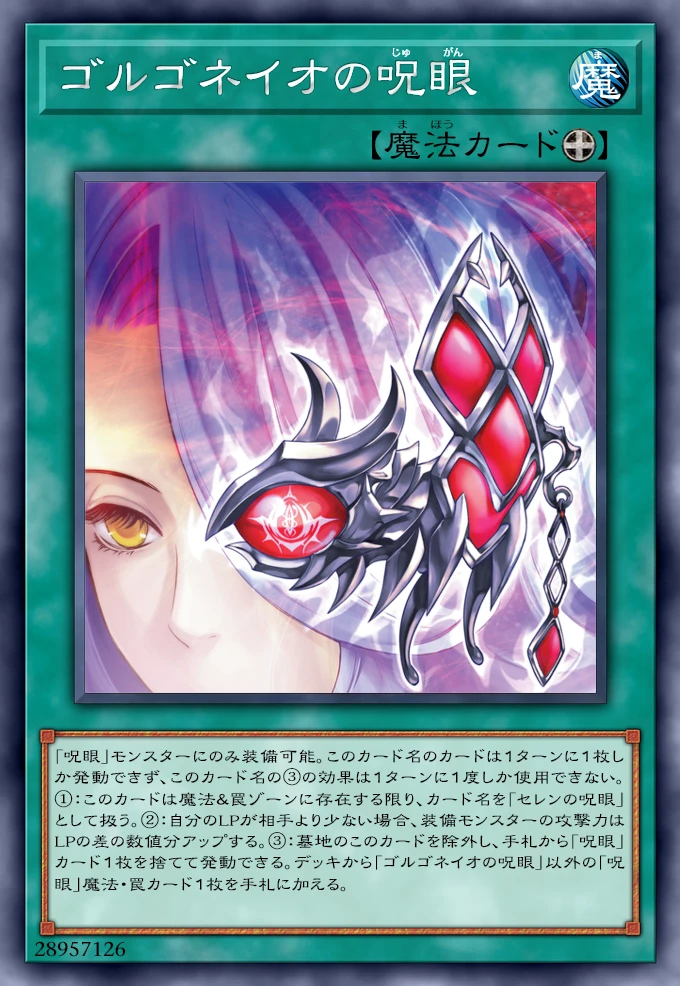 ゴルゴネイオの呪眼
じゅ がん
魔
ま
【魔法カード】
ま ほう
「呪眼」モンスターにのみ装備可能。このカード名のカードは1ターンに1枚し
か発動できず、このカード名の③の効果は1ターンに1度しか使用できない。
①:このカードは魔法&罠ゾーンに存在する限り、カード名を「セレンの呪眼」
として扱う。②:自分のLPが相手より少ない場合、装備モンスターの攻撃力は
LPの差の数値分アップする。③:墓地のこのカードを除外し、手札から「呪眼」
カード1枚を捨てて発動できる。デッキから「ゴルゴネイオの呪眼」以外の「呪
眼」魔法・罠カード1枚を手札に加える。
28957126